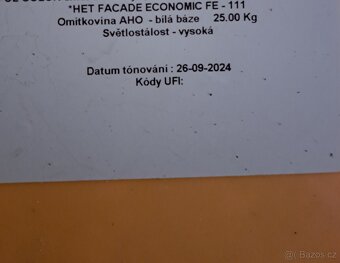 *HET FACADE ECONOMIC FE - 111
Omítkovina AHO - bílá báze 25.00 Kg
Světlostálost - vysoká
Datum tónování : 26-09-2024
Kódy UFI:
Bazos.cz